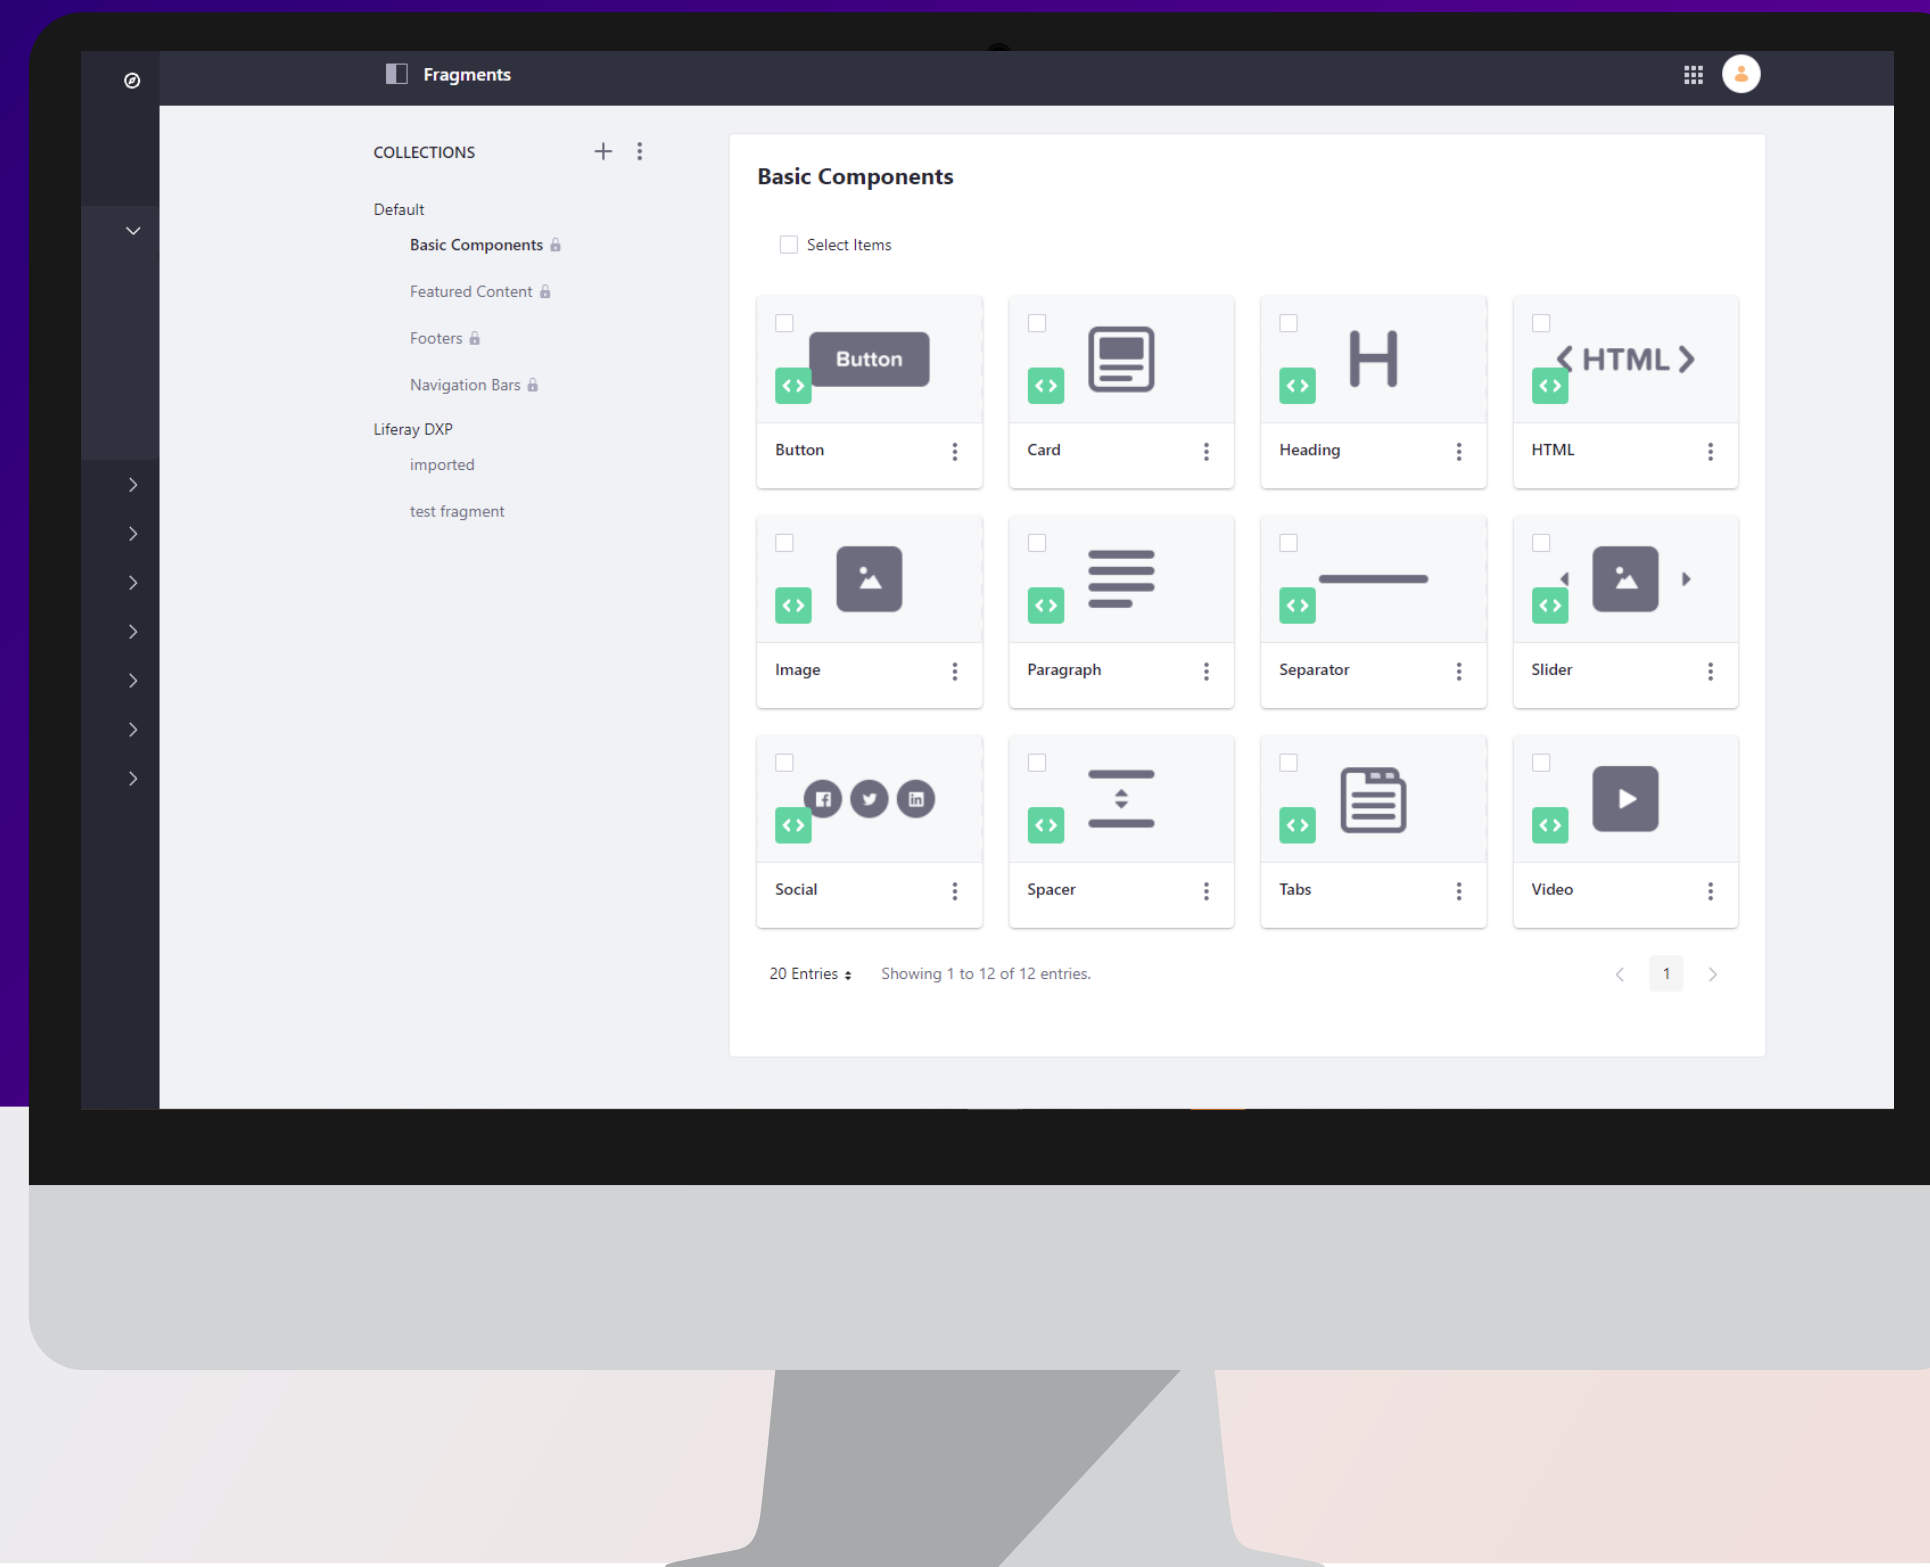 Fragments
COLLECTIONS
Default
Basic Components
Featured Content
Footers
Navigation Bars
Liferay DXP
imported
test fragment
Basic Components
Select Items
Button
Button
Card
H
Heading
< HTML >
HTML
Image
Paragraph
Separator
Slider
Social
Spacer
Tabs
Video
20 Entries
Showing 1 to 12 of 12 entries.
1